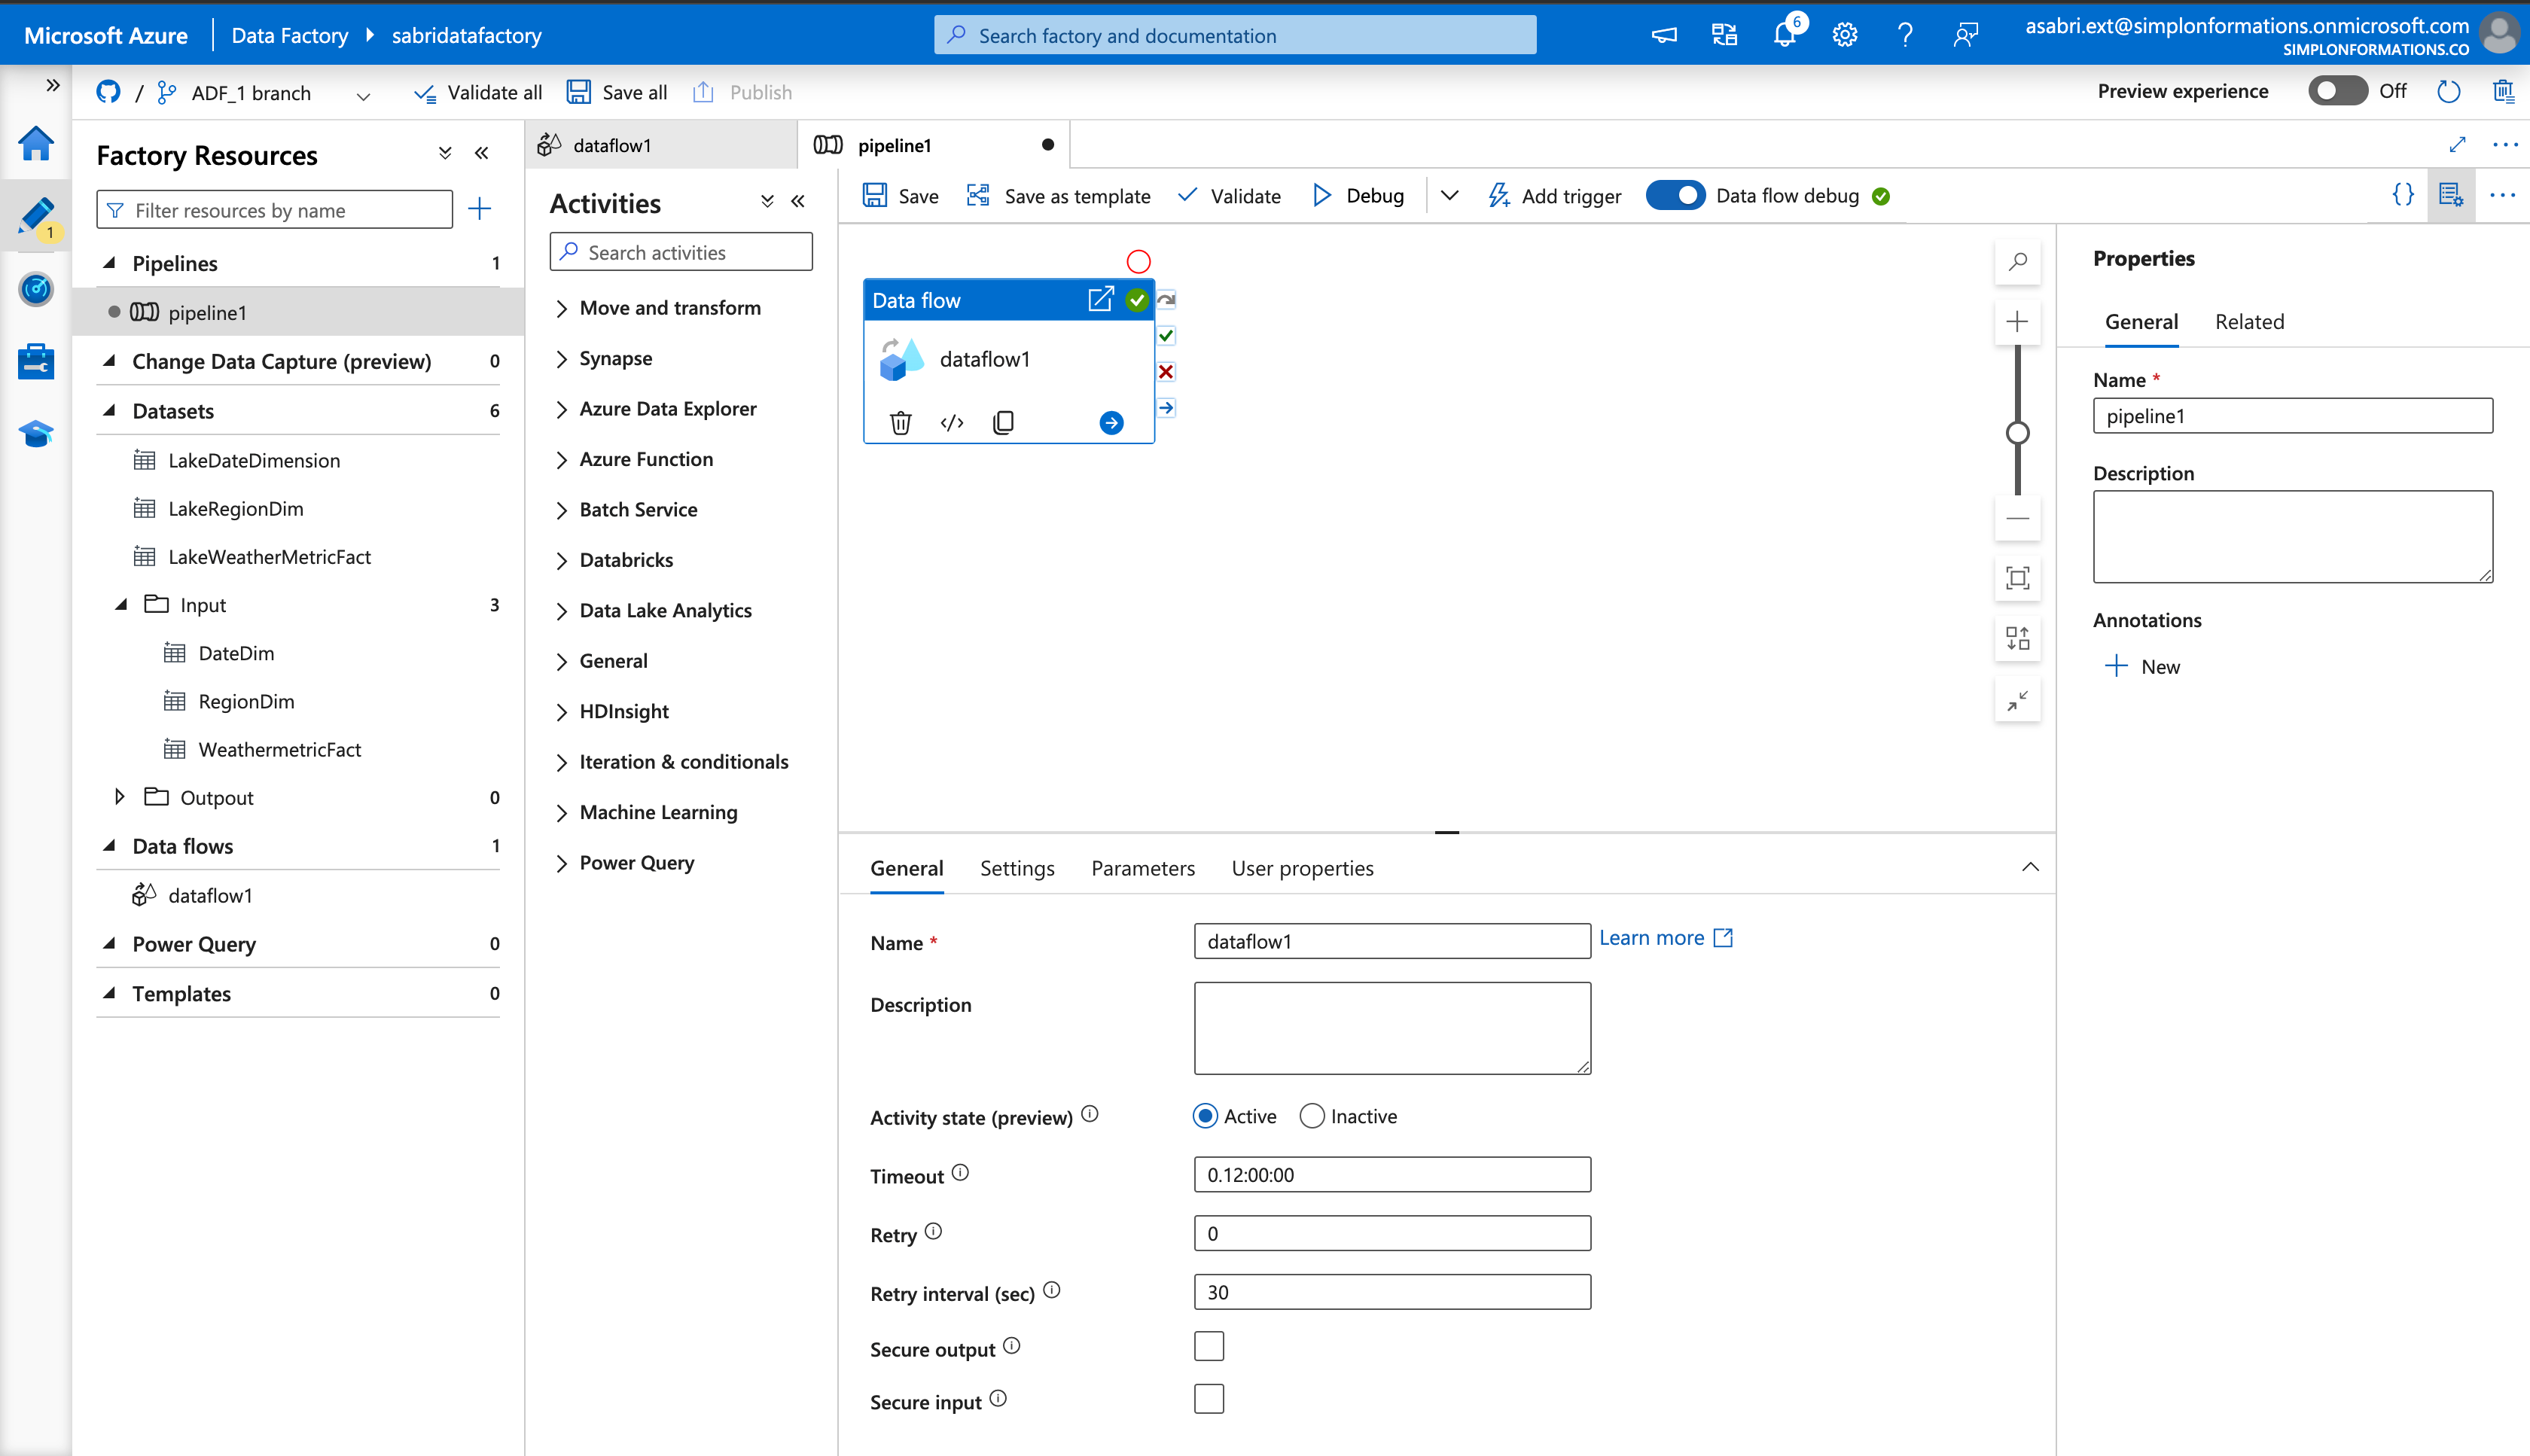 Microsoft Azure
Data Factory
sabridatafactory
Search factory and documentation
6
asabri.ext@simplonformations.onmicrosoft.com
SIMPLONFORMATIONS.CO
/
ADF_1 branch
Validate all
Save all
Publish
Preview experience
Off
1
Factory Resources
Filter resources by name
Pipelines 1
pipeline1
Change Data Capture (preview) 0
Datasets 6
LakeDateDimension
LakeRegionDim
LakeWeatherMetricFact
Input 3
DateDim
RegionDim
WeathermetricFact
Outpout 0
Data flows 1
dataflow1
Power Query 0
Templates 0
dataflow1
pipeline1
Activities
Search activities
Move and transform
Synapse
Azure Data Explorer
Azure Function
Batch Service
Databricks
Data Lake Analytics
General
HDInsight
Iteration & conditionals
Machine Learning
Power Query
Save
Save as template
Validate
Debug
Add trigger
Data flow debug
{}
Data flow
dataflow1
</>
General
Settings
Parameters
User properties
Name *
dataflow1
Learn more
Description
Activity state (preview)
Active
Inactive
Timeout
0.12:00:00
Retry
0
Retry interval (sec)
30
Secure output
Secure input
Properties
General
Related
Name *
pipeline1
Description
Annotations
New